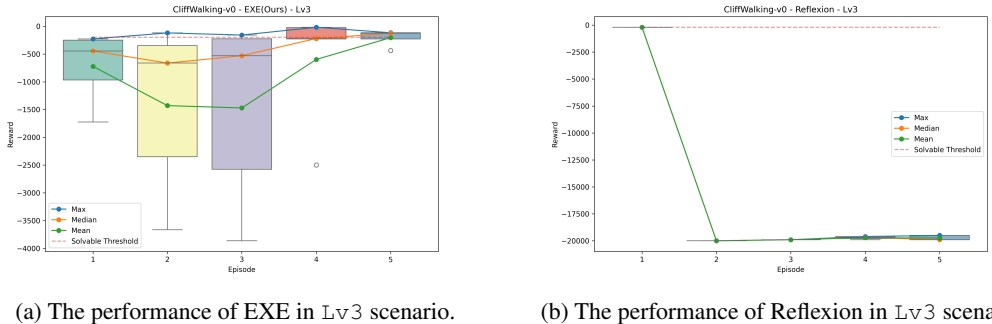 CliffWalking-v0 - EXE(Ours) - Lv3
0
−500
−1000
−1500
−2000
−2500
−3000
−3500
−4000
Reward
Max
Median
Mean
Solvable Threshold
1 2 3 4 5
Episode
(a) The performance of EXE in Lv3 scenario.
CliffWalking-v0 - Reflexion - Lv3
0
−2500
−5000
−7500
−10000
−12500
−15000
−17500
−20000
Reward
Max
Median
Mean
Solvable Threshold
1 2 3 4 5
Episode
(b) The performance of Reflexion in Lv3 scena